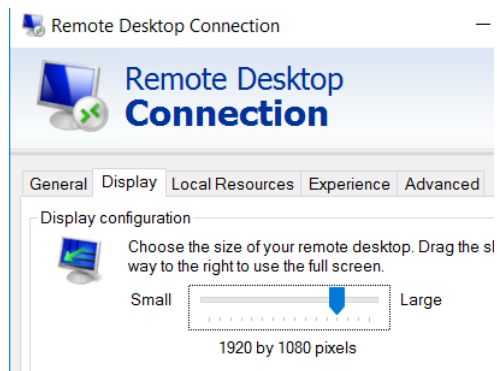 Remote Desktop Connection
Remote Desktop
Connection
General Display Local Resources Experience Advanced
Display configuration
Choose the size of your remote desktop. Drag the
way to the right to use the full screen.
Small Large
1920 by 1080 pixels